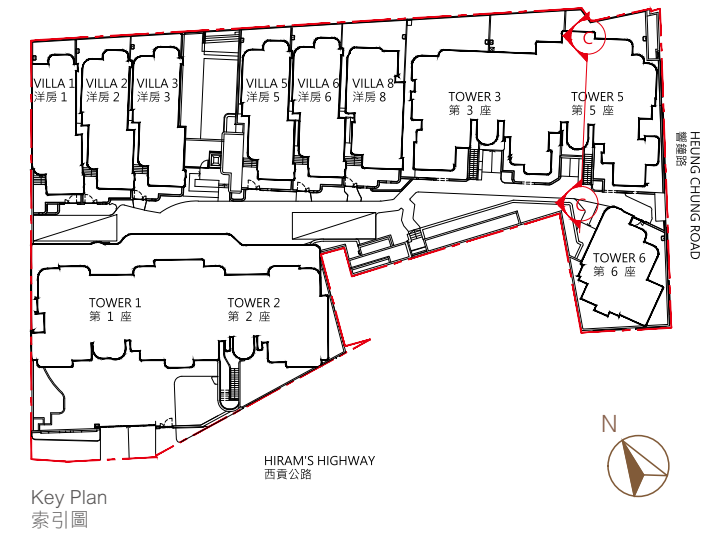 VILLA 1
洋房 1
VILLA 2
洋房 2
VILLA 3
洋房 3
VILLA 5
洋房 5
VILLA 6
洋房 6
VILLA 8
洋房 8
TOWER 3
第 3 座
TOWER 5
第 5 座
C
C
HEUNG CHUNG ROAD
響鐘路
TOWER 6
第 6 座
TOWER 1
第 1 座
TOWER 2
第 2 座
HIRAM'S HIGHWAY
西貢公路
N
Key Plan
索引圖